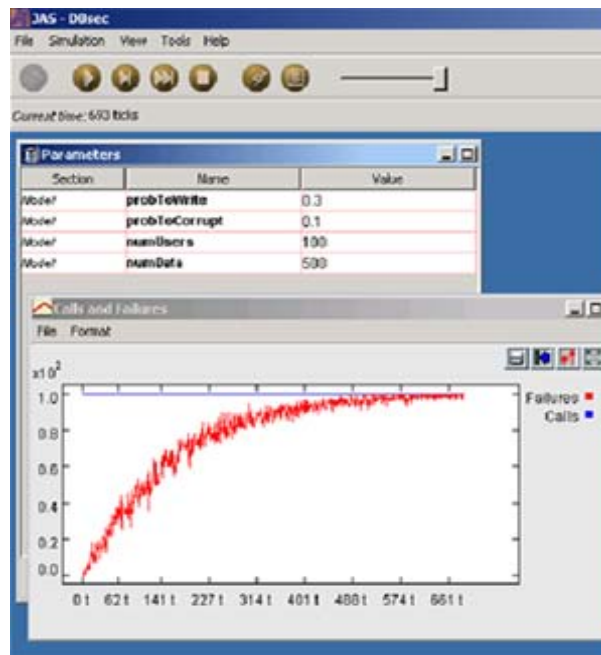 JAS - DBsec
File Simulation View Tools Help
Current time: 693 ticks
Parameters
Section Name Value
Model probToWrite 0.3
Model probToCorrupt 0.1
Model numUsers 100
Model numData 500
Calls and Failures
File Format
x10²
1.0
0.8
0.6
0.4
0.2
0.0
Failures
Calls
0 t 62 t 141 t 227 t 314 t 401 t 488 t 574 t 661 t